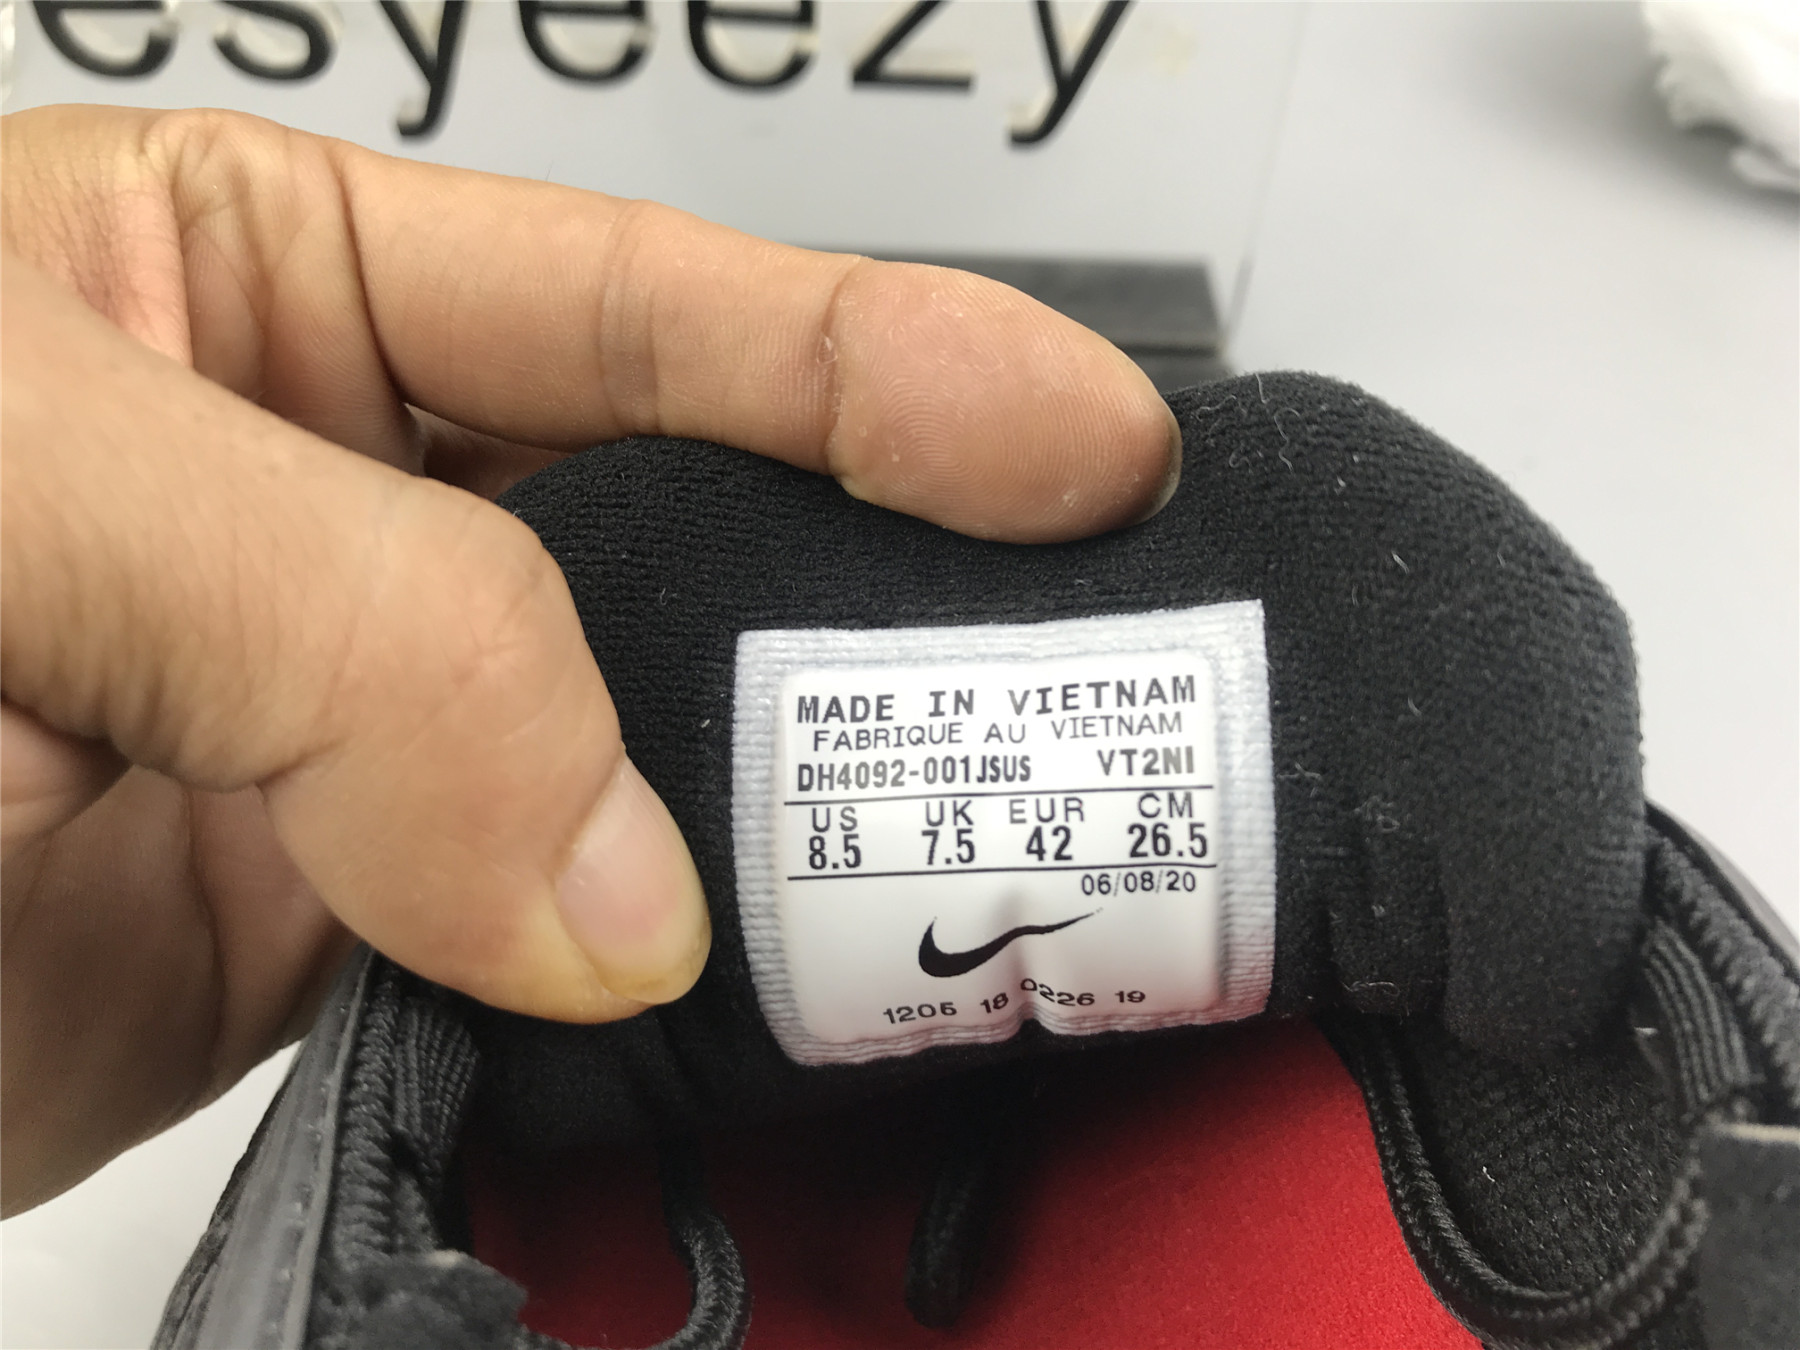 esyeezy
MADE IN VIETNAM
FABRIQUE AU VIETNAM
DH4092-001JSUS VT2NI
US UK EUR CM
8.5 7.5 42 26.5
06/08/20
1205 18 0226 19